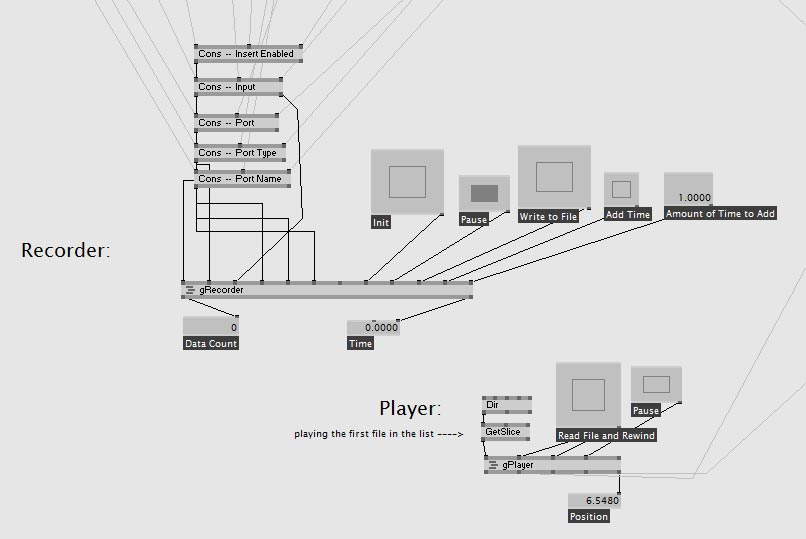 Cons -- Insert Enabled
Cons -- Input
Cons -- Port
Cons -- Port Type
Cons -- Port Name
Init
Pause
Write to File
Add Time
1.0000
Amount of Time to Add
Recorder:
gRecorder
0
Data Count
0.0000
Time
Player:
playing the first file in the list ---->
Dir
GetSlice
Read File and Rewind
Pause
gPlayer
6.5480
Position